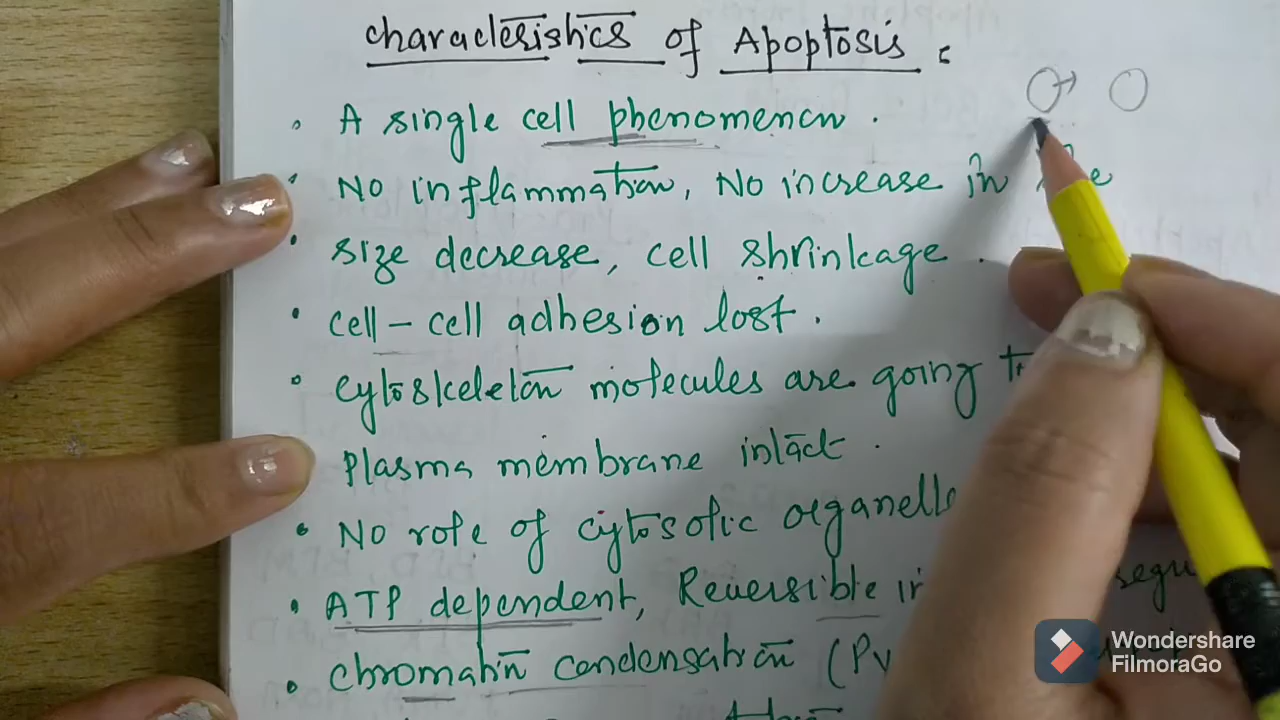 characteristics of Apoptosis :
• A single cell phenomenon .
• No inflammation, No increase in
• size decrease, cell shrinkage .
• cell - cell adhesion lost .
• cytoskeleton molecules are going
plasma membrane intact .
• No role of cytosolic
• ATP dependent, Reversible
• chromatin condensation
Wondershare
FilmoraGo